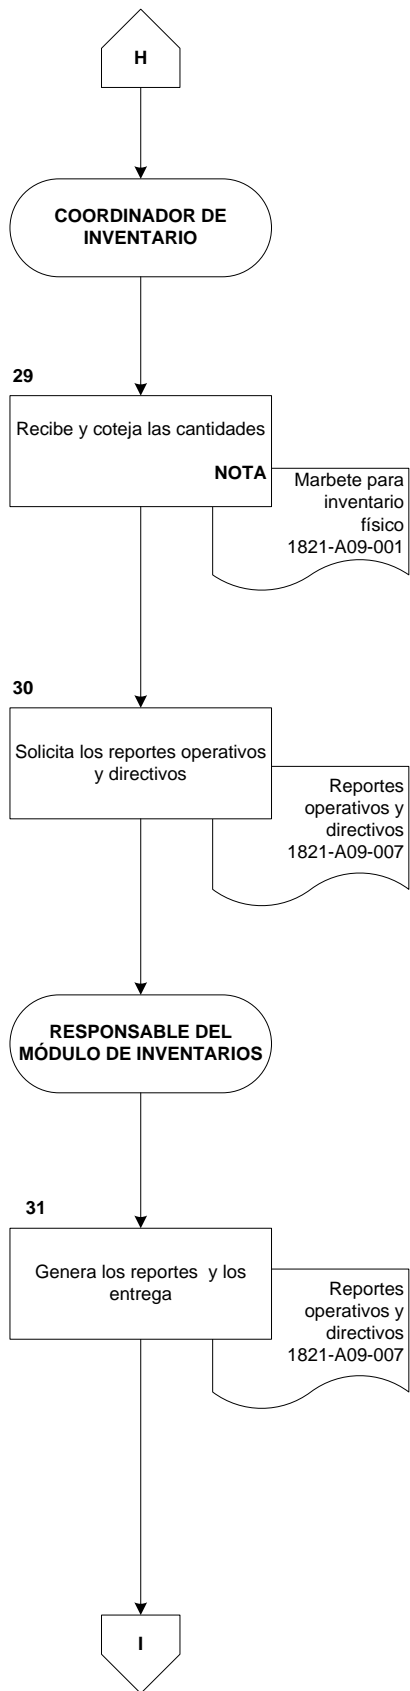 H
COORDINADOR DE
INVENTARIO
29
Recibe y coteja las cantidades
NOTA
Marbete para
inventario
físico
1821-A09-001
30
Solicita los reportes operativos
y directivos
Reportes
operativos y
directivos
1821-A09-007
RESPONSABLE DEL
MÓDULO DE INVENTARIOS
31
Genera los reportes y los
entrega
Reportes
operativos y
directivos
1821-A09-007
I